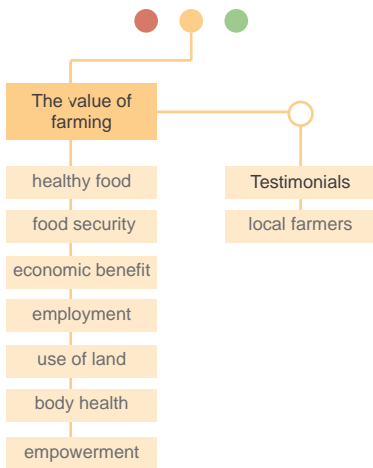 The value of
farming
healthy food
food security
economic benefit
employment
use of land
body health
empowerment
Testimonials
local farmers